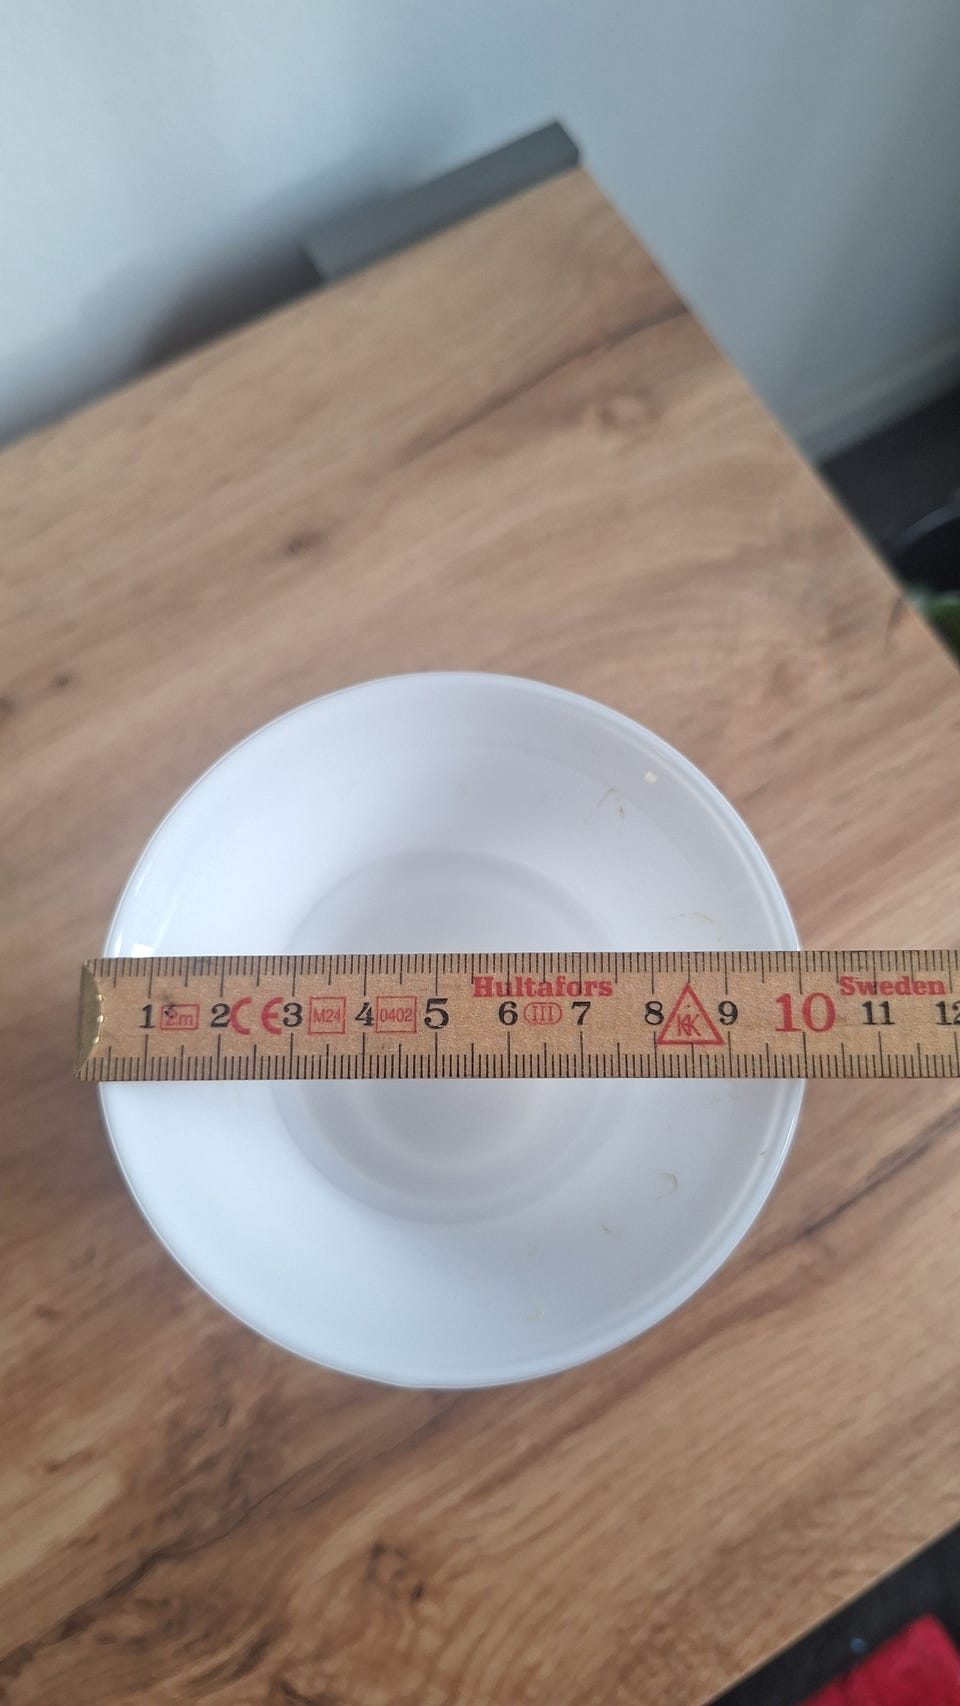 Hultafors Sweden
1 2m 2 CE 3 M24 4 0402 5 6 III 7 8 K 9 10 11 12